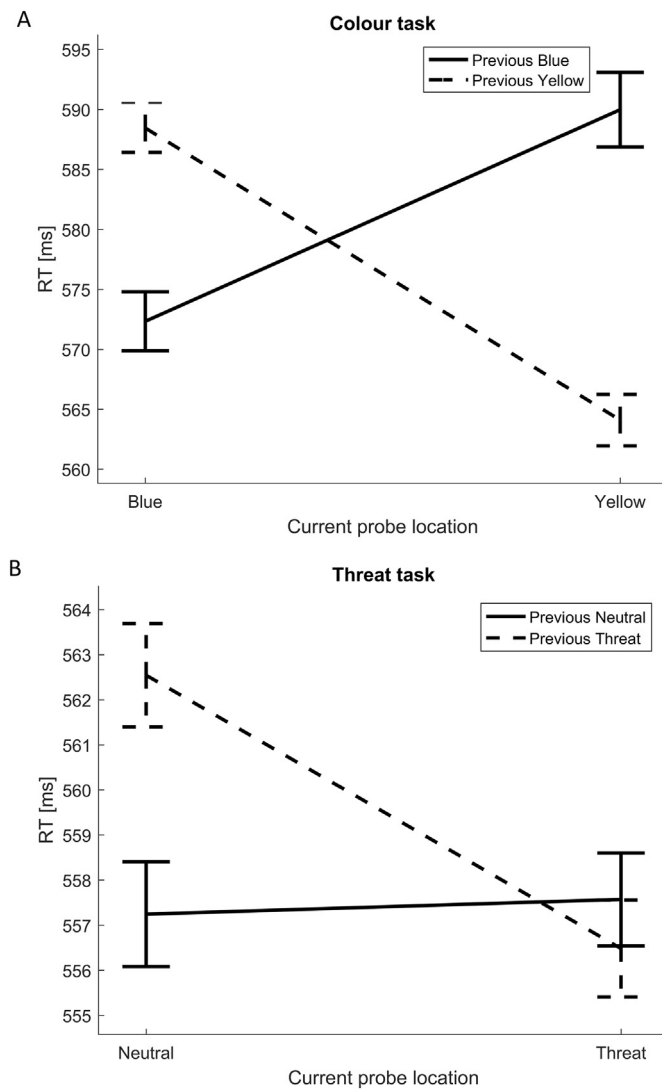 A
Colour task
595
590
585
580
575
570
565
560
RT [ms]
Previous Blue
Previous Yellow
Blue
Yellow
Current probe location
B
Threat task
564
563
562
561
560
559
558
557
556
555
RT [ms]
Previous Neutral
Previous Threat
Neutral
Threat
Current probe location